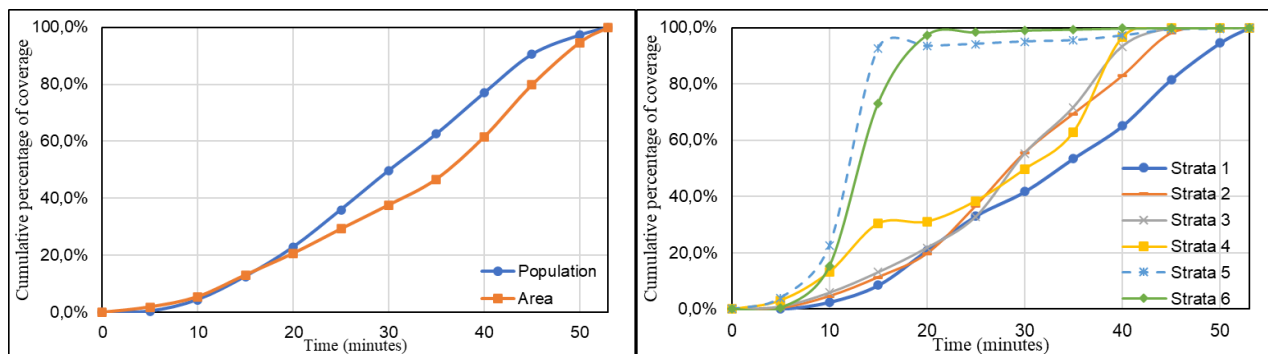 Cumulative percentage of coverage
100,0%
80,0%
60,0%
40,0%
20,0%
0,0%
0
10
20
30
40
50
Time (minutes)
Population
Area
Cumulative percentage of coverage
100,0%
80,0%
60,0%
40,0%
20,0%
0,0%
0
10
20
30
40
50
Time (minutes)
Strata 1
Strata 2
Strata 3
Strata 4
Strata 5
Strata 6